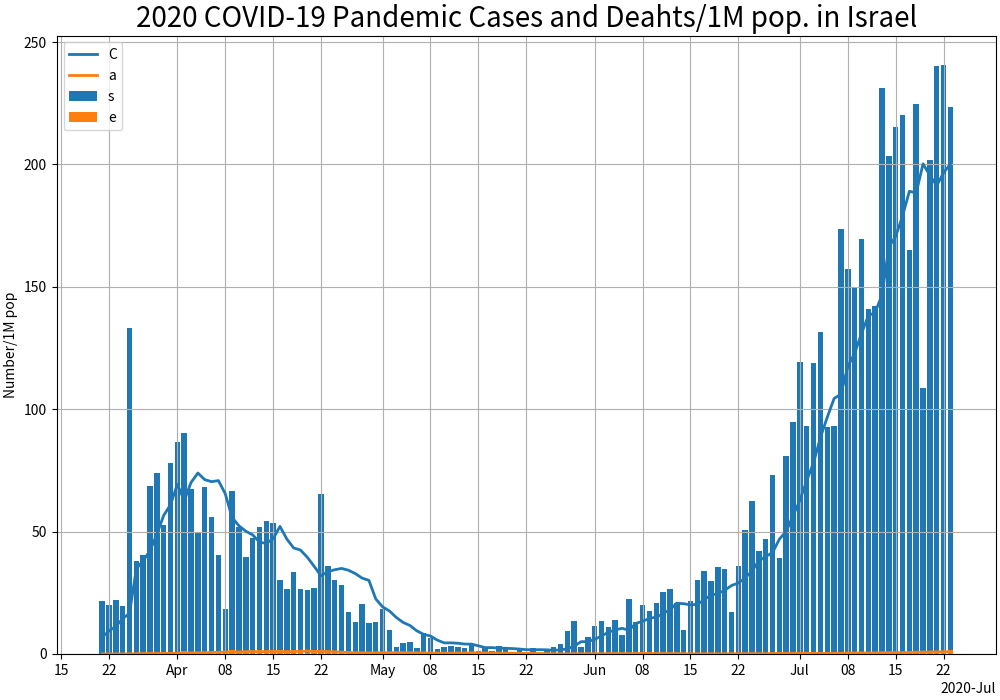 2020 COVID-19 Pandemic Cases and Deahts/1M pop. in Israel
250
200
150
100
50
0
Number/1M pop
C
a
s
e
15 22 Apr 08 15 22 May 08 15 22 Jun 08 15 22 Jul 08 15 22
2020-Jul